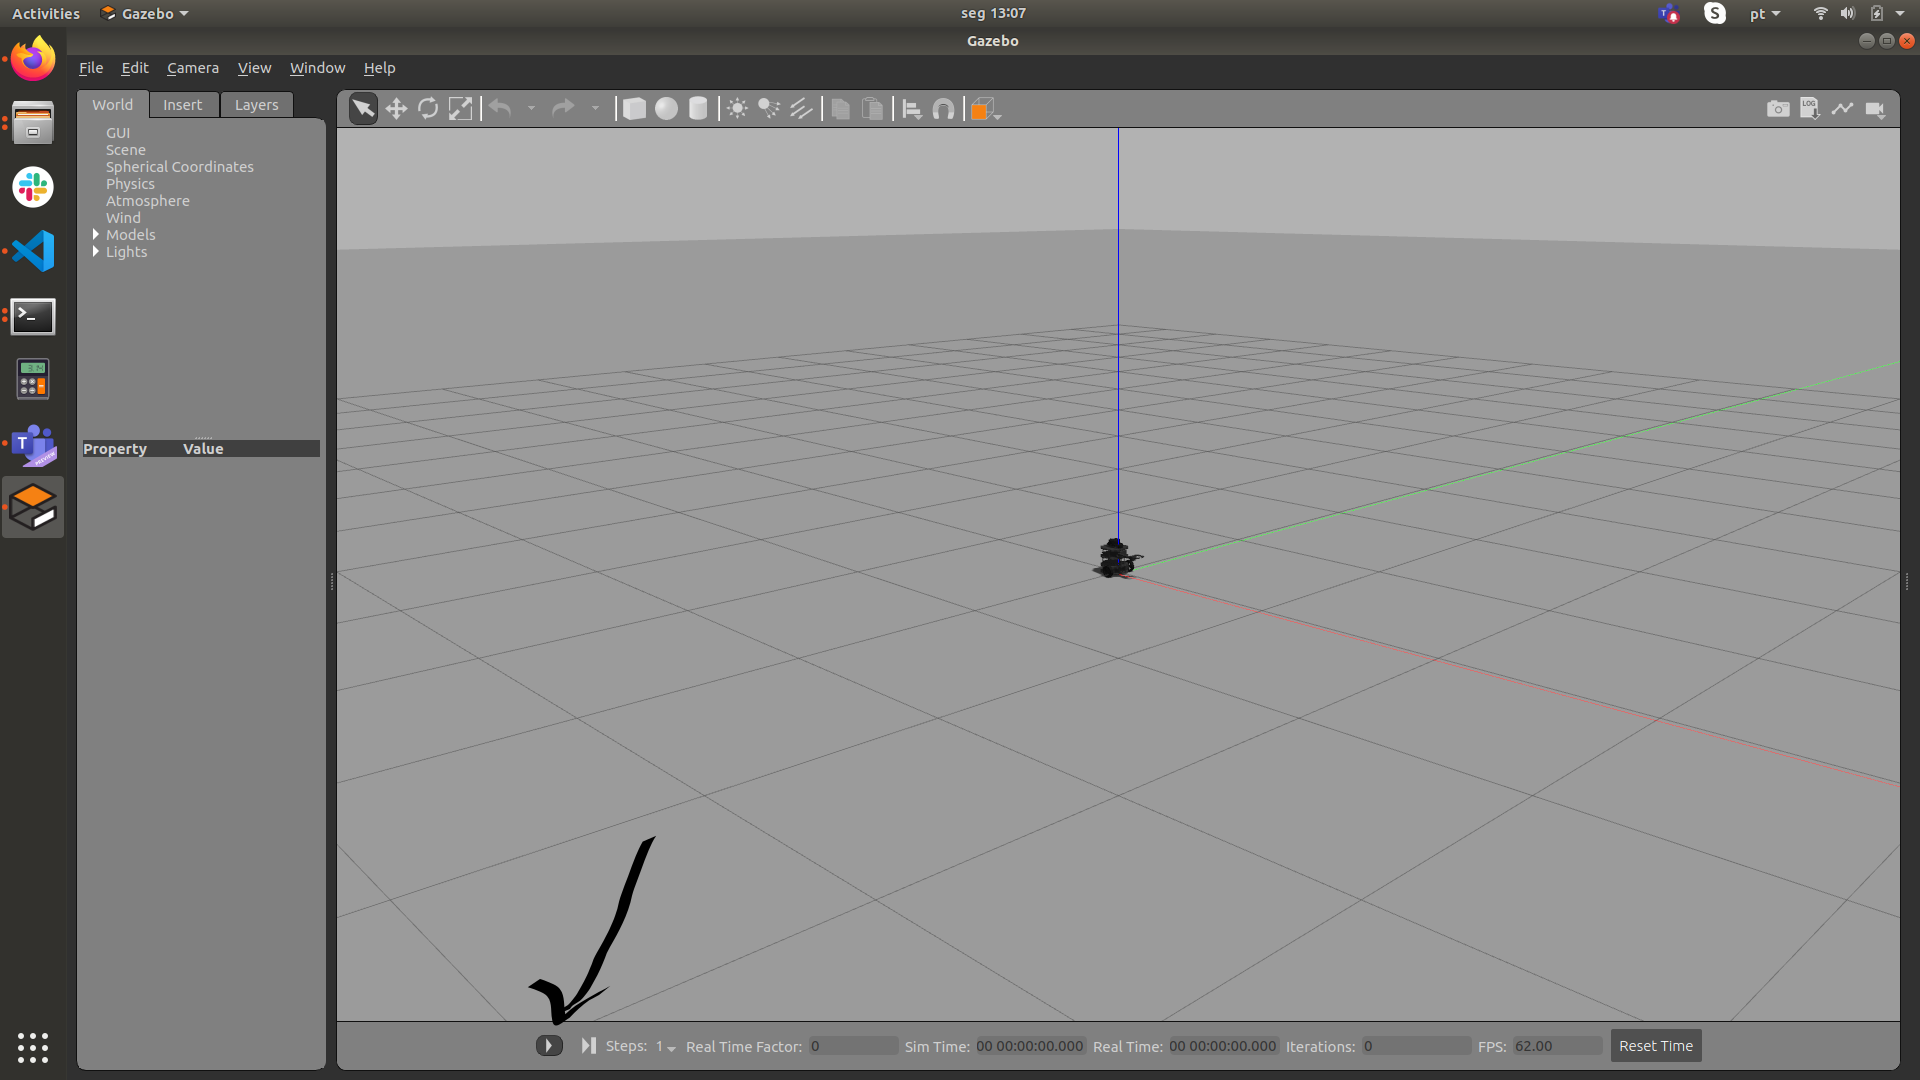 Activities Gazebo seg 13:07 S pt
Gazebo
File Edit Camera View Window Help
World Insert Layers
LOG
GUI
Scene
Spherical Coordinates
Physics
Atmosphere
Wind
Models
Lights
Property Value
Steps: 1 Real Time Factor: 0 Sim Time: 00 00:00:00.000 Real Time: 00 00:00:00.000 Iterations: 0 FPS: 62.00 Reset Time